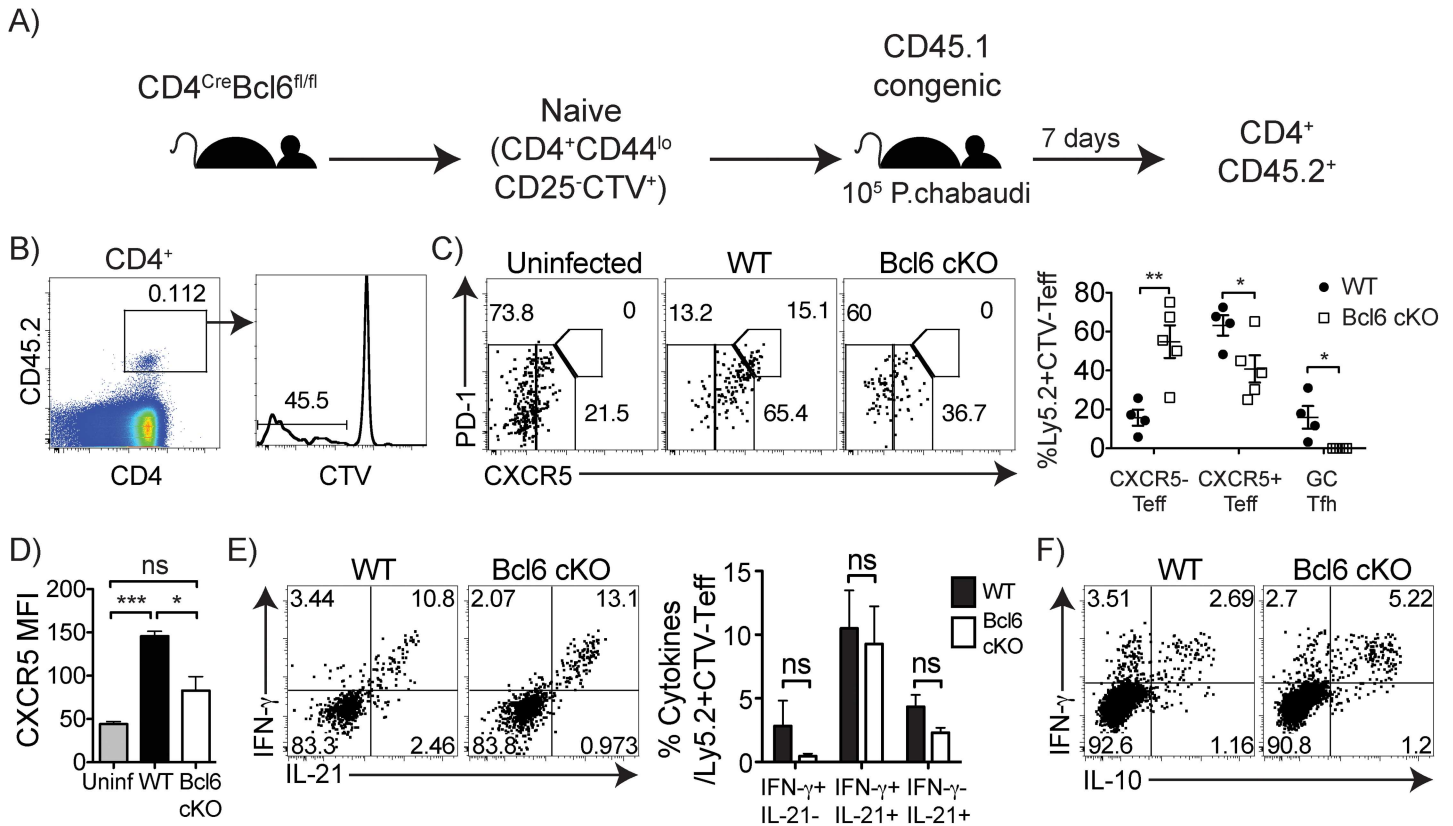 A)
CD4CreBcl6fl/fl
Naive
(CD4+CD44lo
CD25-CTV+)
CD45.1
congenic
10⁵ P.chabaudi
7 days
CD4+
CD45.2+
B)
CD4+
0.112
CD45.2
CD4
45.5
CTV
C)
Uninfected
WT
Bcl6 cKO
73.8
0
21.5
13.2
15.1
65.4
60
0
36.7
PD-1
CXCR5
%Ly5.2+CTV-Teff
80
60
40
20
0
**
*
*
WT
Bcl6 cKO
CXCR5-
Teff
CXCR5+
Teff
GC
Tfh
D)
CXCR5 MFI
200
150
100
50
0
ns
***
*
Uninf
WT
Bcl6
cKO
E)
WT
Bcl6 cKO
3.44
10.8
83.3
2.46
2.07
13.1
83.8
0.973
IFN-γ
IL-21
% Cytokines
/Ly5.2+CTV-Teff
15
10
5
0
ns
ns
ns
WT
Bcl6
cKO
IFN-γ+
IL-21-
IFN-γ+
IL-21+
IFN-γ-
IL-21+
F)
WT
Bcl6 cKO
3.51
2.69
92.6
1.16
2.7
5.22
90.8
1.2
IFN-γ
IL-10